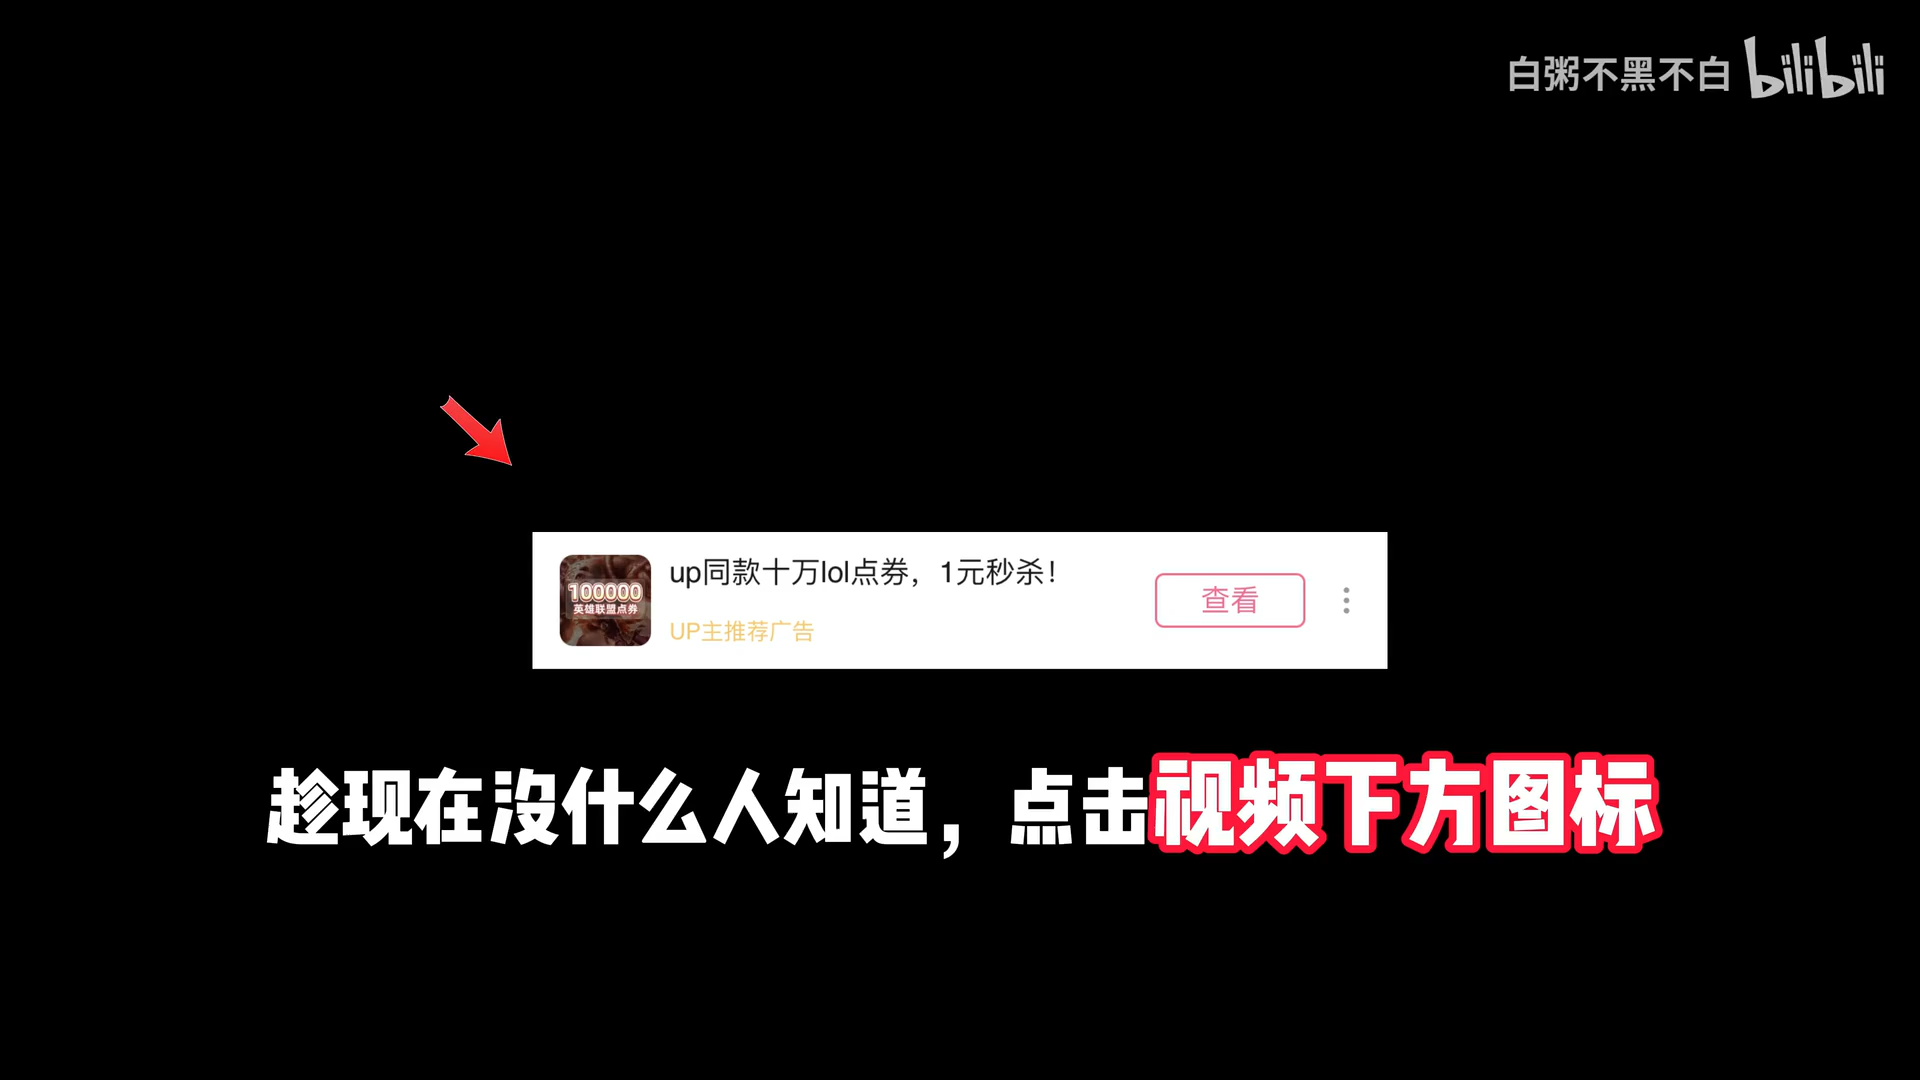 白粥不黑不白 bilibili
up同款十万lol点券，1元秒杀！
100000
英雄联盟点券
UP主推荐广告
查看
趁现在没什么人知道，点击视频下方图标